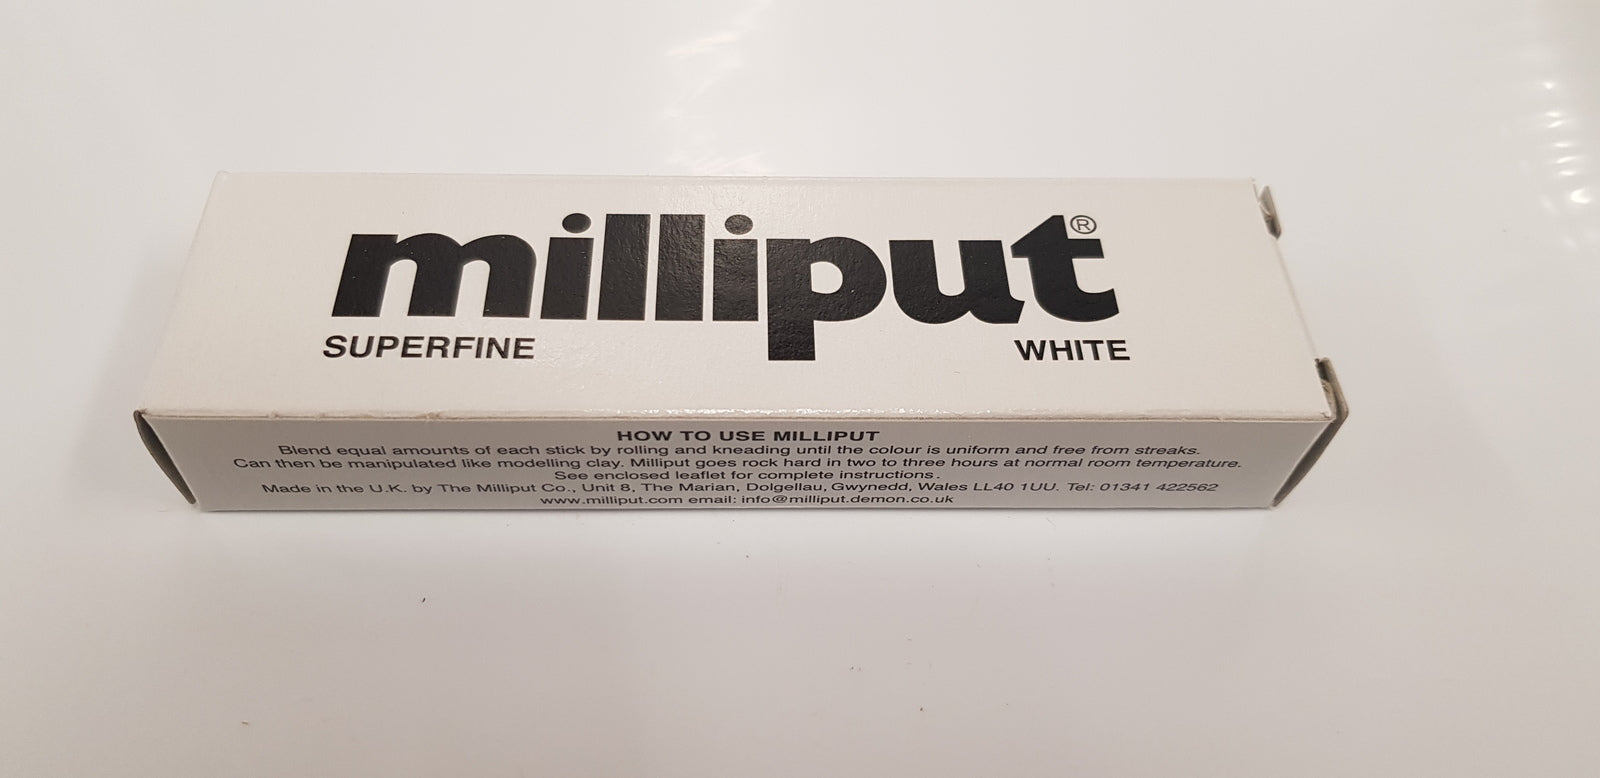 milliput®
SUPERFINE WHITE
HOW TO USE MILLIPUT
Blend equal amounts of each stick by rolling and kneading until the colour is uniform and free from streaks.
Can then be manipulated like modelling clay. Milliput goes rock hard in two to three hours at normal room temperature.
See enclosed leaflet for complete instructions.
Made in the U.K. by The Milliput Co., Unit 8, The Marian, Dolgellau, Gwynedd, Wales LL40 1UU. Tel: 01341 422562
www.milliput.com email: info@milliput.demon.co.uk